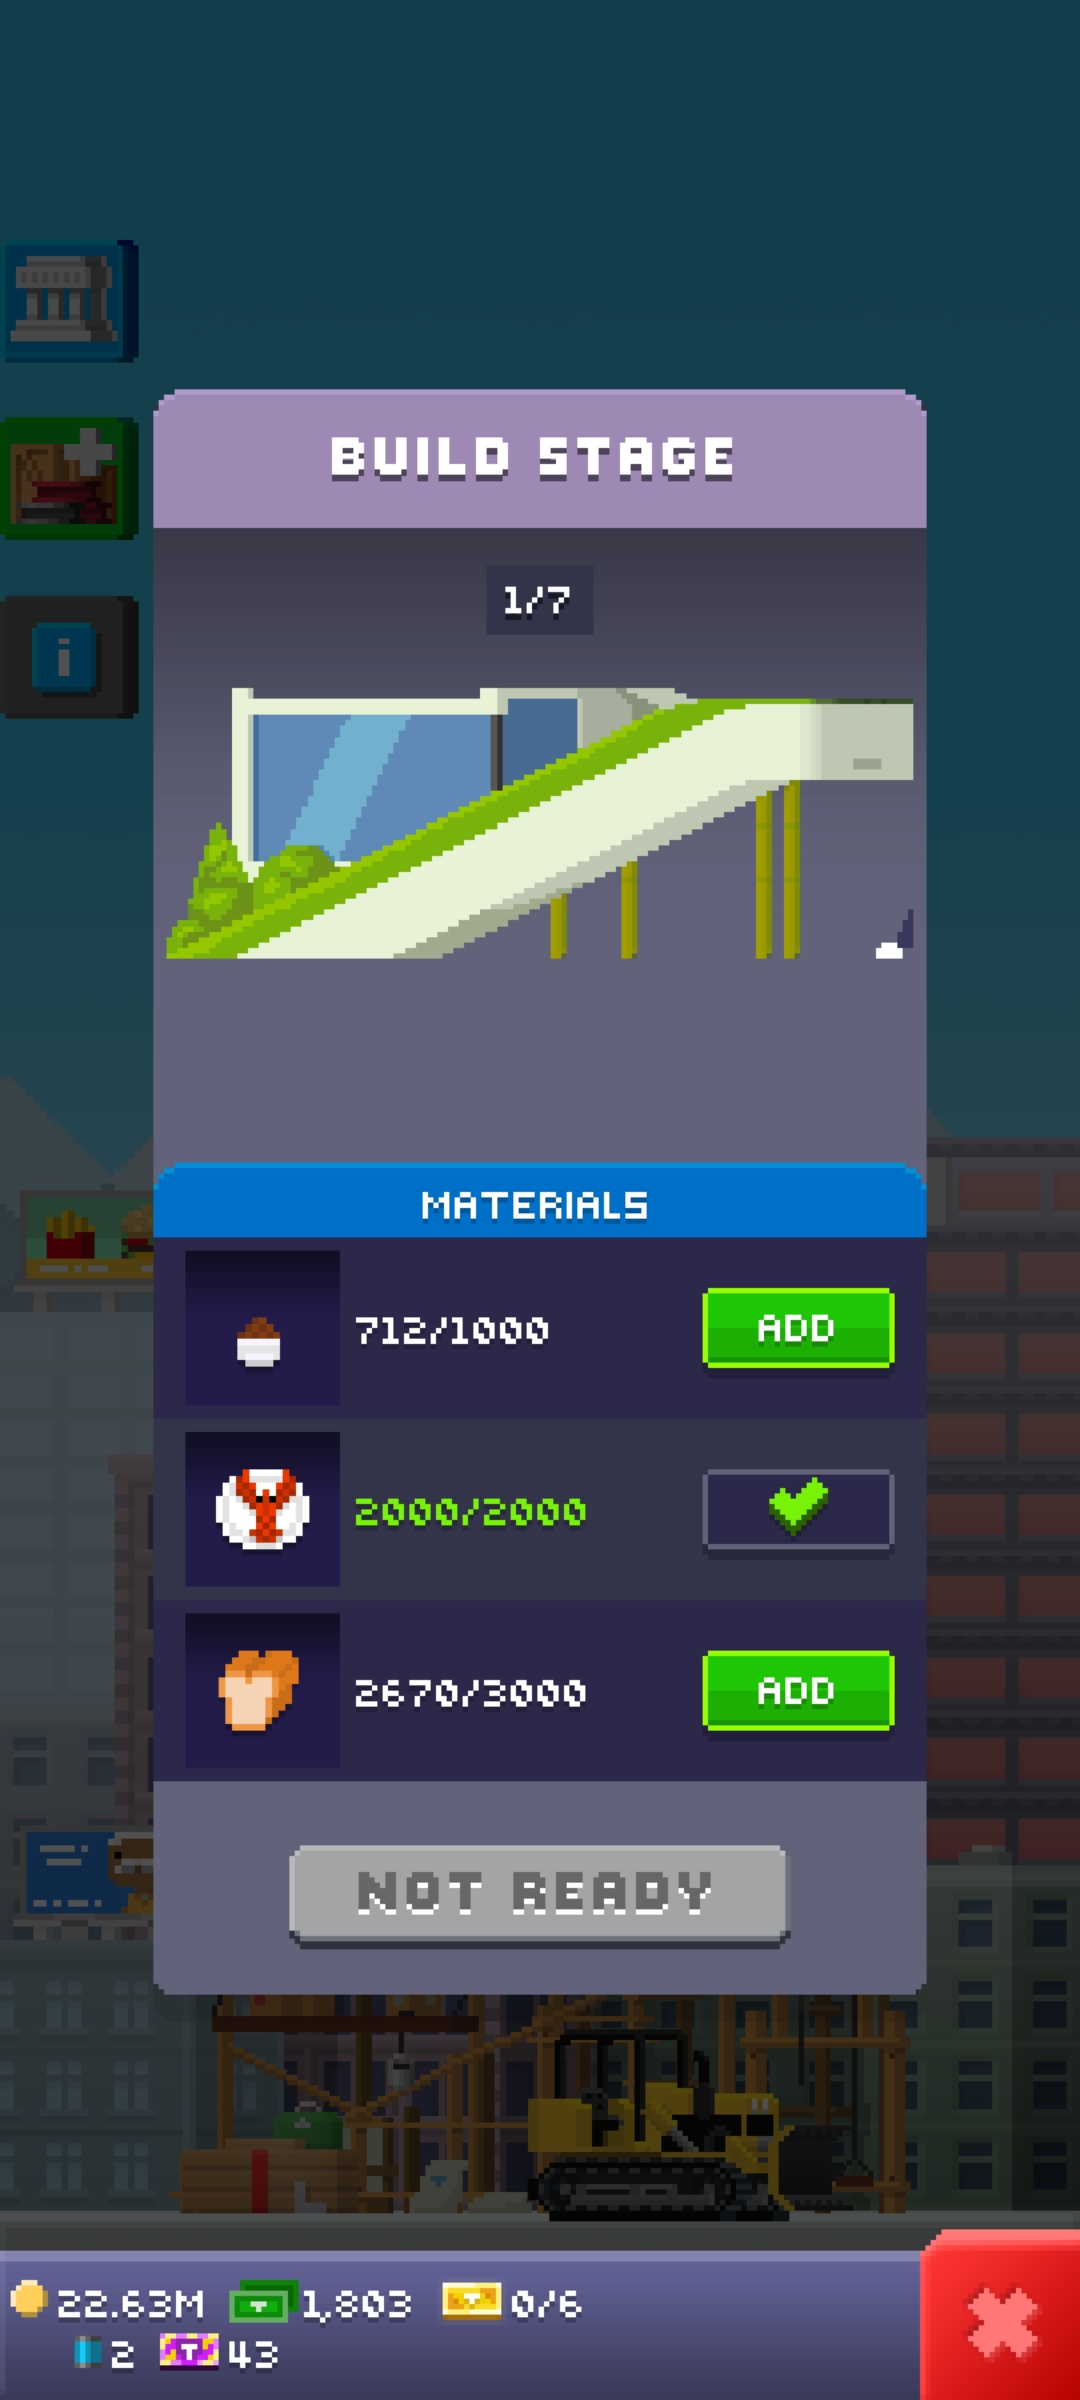 BUILD STAGE
1/7
MATERIALS
712/1000
ADD
2000/2000
2670/3000
ADD
NOT READY
22.63M 1,803 0/6
2 T 43